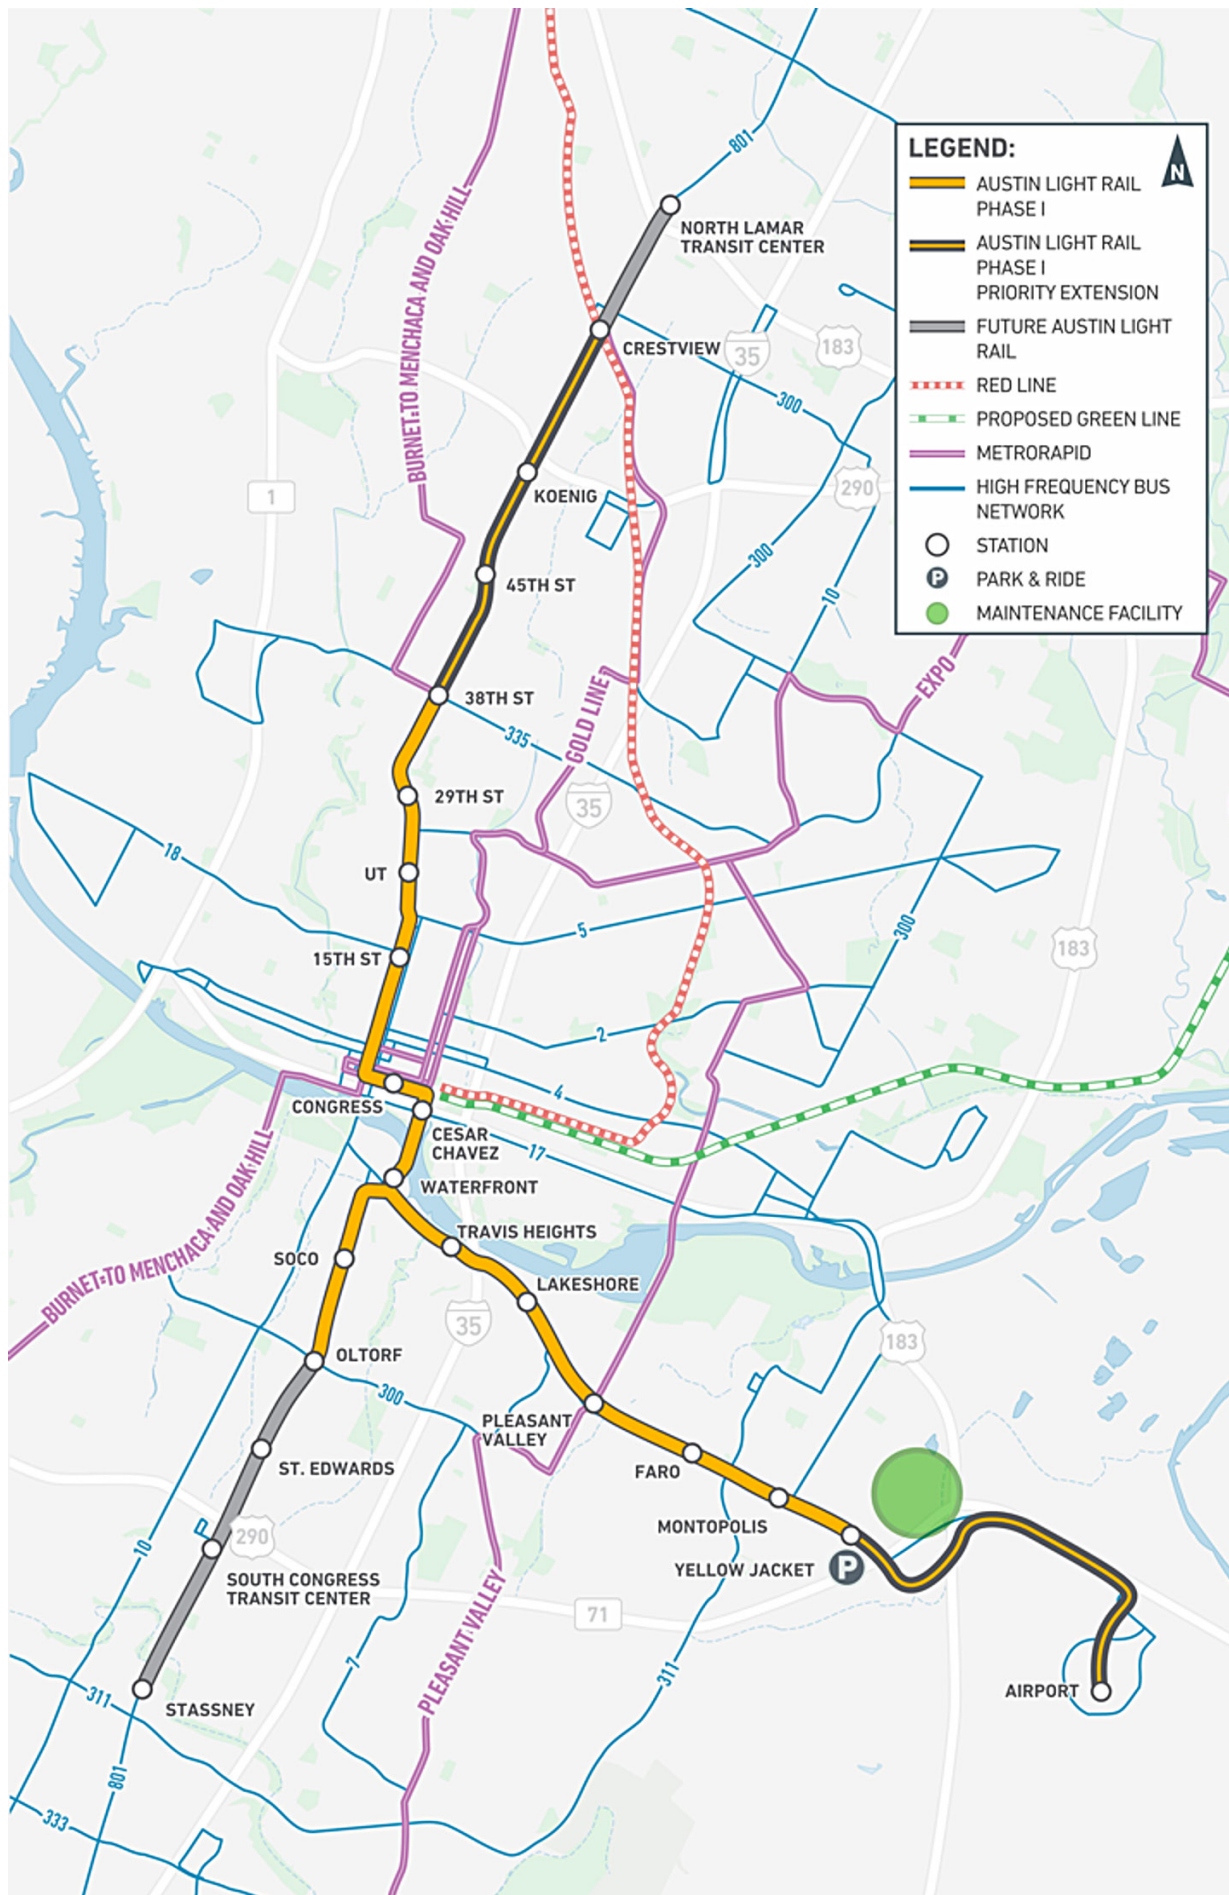 801
LEGEND:
N
AUSTIN LIGHT RAIL
PHASE I
AUSTIN LIGHT RAIL
PHASE I
PRIORITY EXTENSION
FUTURE AUSTIN LIGHT
RAIL
RED LINE
PROPOSED GREEN LINE
METRORAPID
HIGH FREQUENCY BUS
NETWORK
STATION
P
PARK & RIDE
MAINTENANCE FACILITY
NORTH LAMAR
TRANSIT CENTER
BURNET TO MENCHACA AND OAK HILL
CRESTVIEW
35
183
300
KOENIG
1
290
300
10
45TH ST
38TH ST
335
GOLD LINE
EXPO
29TH ST
35
18
UT
5
300
183
15TH ST
2
4
CONGRESS
CESAR
CHAVEZ
17
WATERFRONT
BURNET TO MENCHACA AND OAK HILL
TRAVIS HEIGHTS
SOCO
LAKESHORE
35
183
OLTORF
300
PLEASANT
VALLEY
ST. EDWARDS
FARO
MONTOPOLIS
290
10
YELLOW JACKET
P
SOUTH CONGRESS
TRANSIT CENTER
71
PLEASANT VALLEY
7
311
AIRPORT
311
STASSNEY
801
333